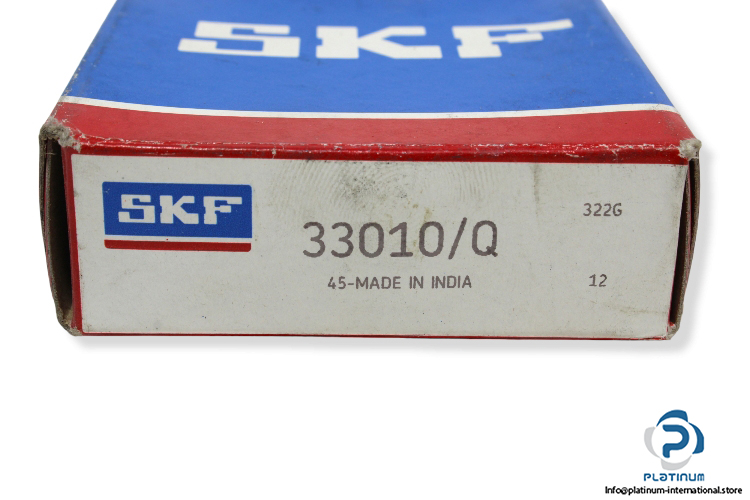 SKF
SKF
33010/Q
322G
45-MADE IN INDIA
12
PLATINUM
Info@platinum-international.store